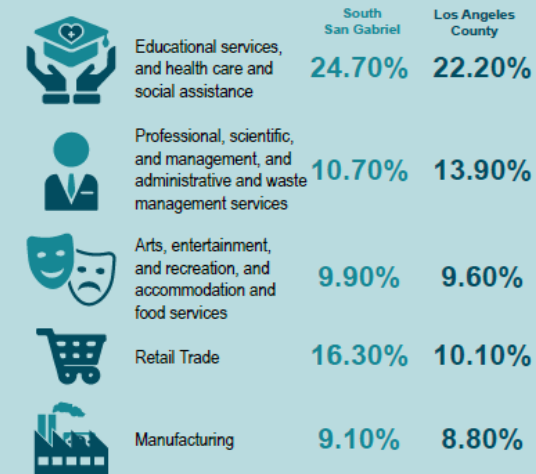 South
San Gabriel
Los Angeles
County
Educational services,
and health care and
social assistance
24.70%
22.20%
Professional, scientific,
and management, and
administrative and waste
management services
10.70%
13.90%
Arts, entertainment,
and recreation, and
accommodation and
food services
9.90%
9.60%
Retail Trade
16.30%
10.10%
Manufacturing
9.10%
8.80%